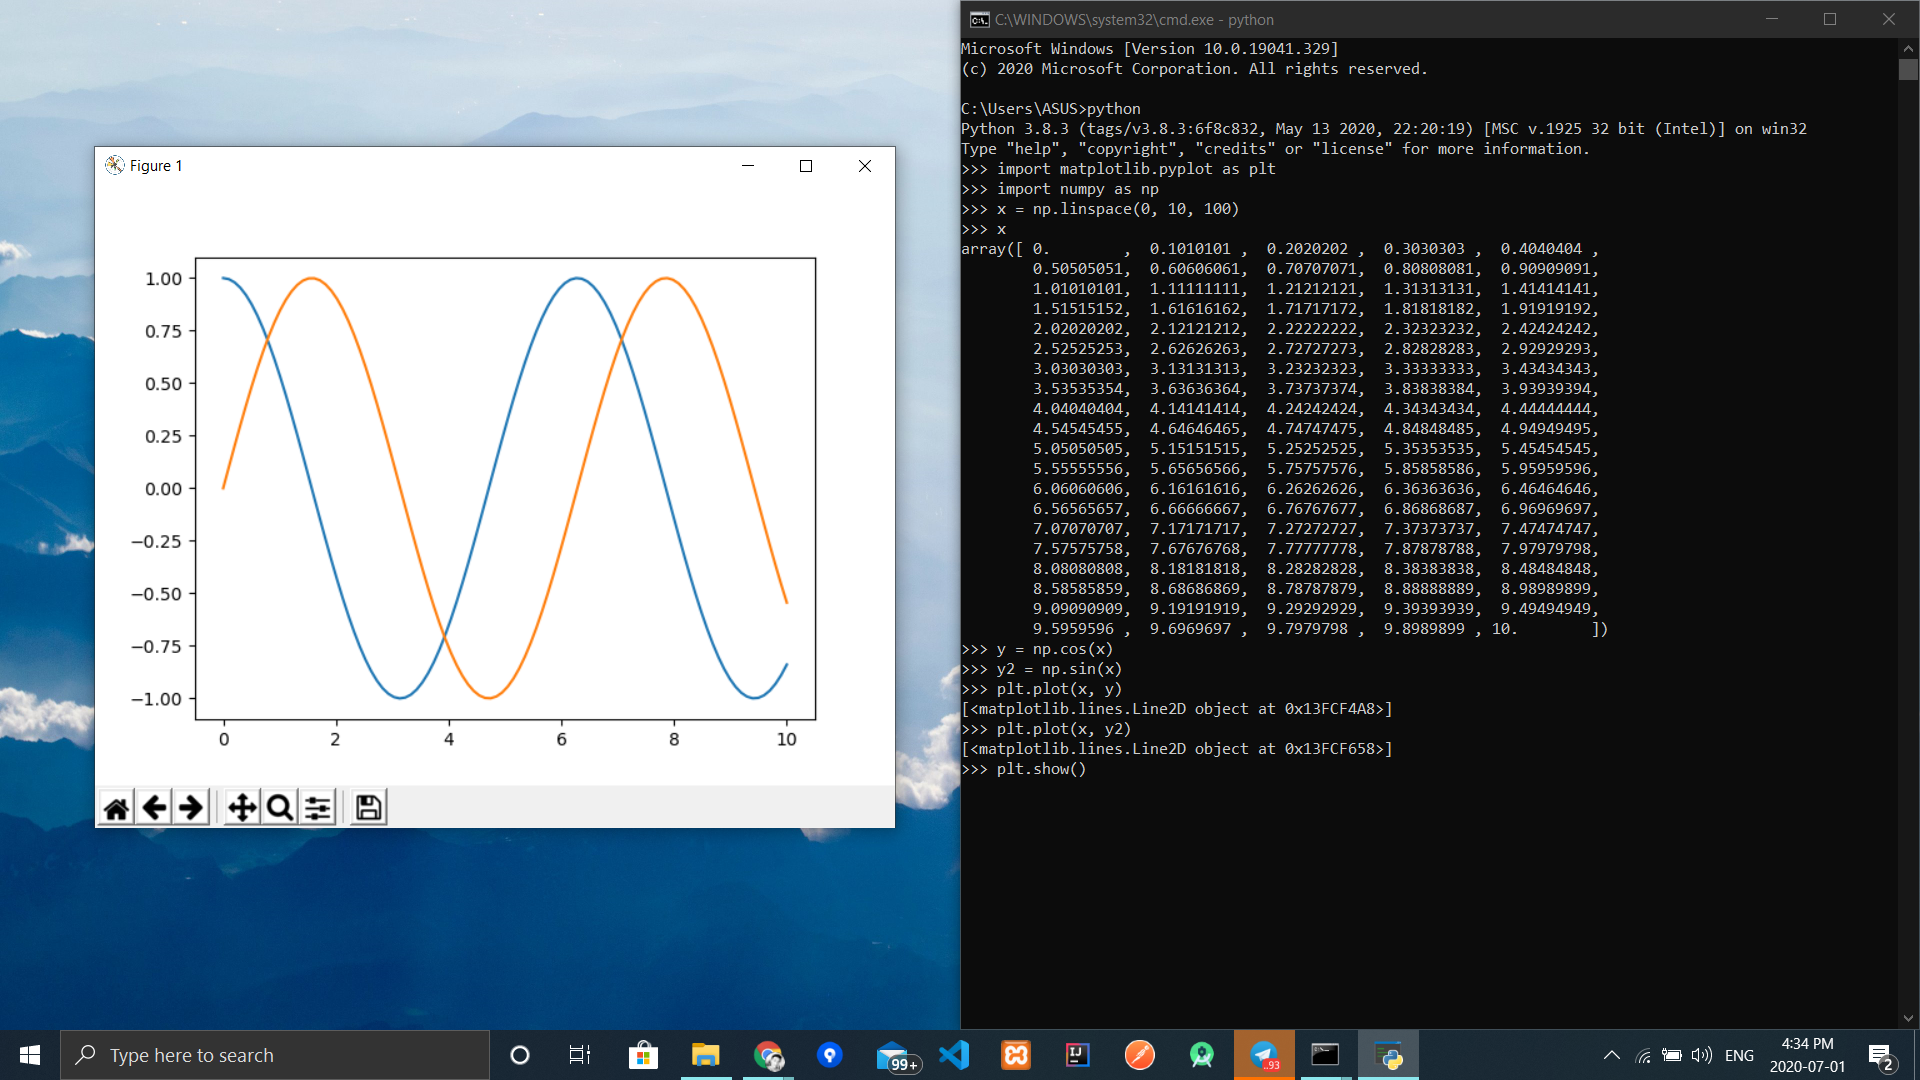 Figure 1
1.00
0.75
0.50
0.25
0.00
−0.25
−0.50
−0.75
−1.00
0 2 4 6 8 10
C:\WINDOWS\system32\cmd.exe - python
Microsoft Windows [Version 10.0.19041.329]
(c) 2020 Microsoft Corporation. All rights reserved.
C:\Users\ASUS>python
Python 3.8.3 (tags/v3.8.3:6f8c832, May 13 2020, 22:20:19) [MSC v.1925 32 bit (Intel)] on win32
Type "help", "copyright", "credits" or "license" for more information.
>>> import matplotlib.pyplot as plt
>>> import numpy as np
>>> x = np.linspace(0, 10, 100)
>>> x
array([ 0.        ,  0.1010101 ,  0.2020202 ,  0.3030303 ,  0.4040404 ,
        0.50505051,  0.60606061,  0.70707071,  0.80808081,  0.90909091,
        1.01010101,  1.11111111,  1.21212121,  1.31313131,  1.41414141,
        1.51515152,  1.61616162,  1.71717172,  1.81818182,  1.91919192,
        2.02020202,  2.12121212,  2.22222222,  2.32323232,  2.42424242,
        2.52525253,  2.62626263,  2.72727273,  2.82828283,  2.92929293,
        3.03030303,  3.13131313,  3.23232323,  3.33333333,  3.43434343,
        3.53535354,  3.63636364,  3.73737374,  3.83838384,  3.93939394,
        4.04040404,  4.14141414,  4.24242424,  4.34343434,  4.44444444,
        4.54545455,  4.64646465,  4.74747475,  4.84848485,  4.94949495,
        5.05050505,  5.15151515,  5.25252525,  5.35353535,  5.45454545,
        5.55555556,  5.65656566,  5.75757576,  5.85858586,  5.95959596,
        6.06060606,  6.16161616,  6.26262626,  6.36363636,  6.46464646,
        6.56565657,  6.66666667,  6.76767677,  6.86868687,  6.96969697,
        7.07070707,  7.17171717,  7.27272727,  7.37373737,  7.47474747,
        7.57575758,  7.67676768,  7.77777778,  7.87878788,  7.97979798,
        8.08080808,  8.18181818,  8.28282828,  8.38383838,  8.48484848,
        8.58585859,  8.68686869,  8.78787879,  8.88888889,  8.98989899,
        9.09090909,  9.19191919,  9.29292929,  9.39393939,  9.49494949,
        9.5959596 ,  9.6969697 ,  9.7979798 ,  9.8989899 , 10.        ])
>>> y = np.cos(x)
>>> y2 = np.sin(x)
>>> plt.plot(x, y)
[<matplotlib.lines.Line2D object at 0x13FCF4A8>]
>>> plt.plot(x, y2)
[<matplotlib.lines.Line2D object at 0x13FCF658>]
>>> plt.show()
Type here to search
99+
IJ
..93
ENG
4:34 PM
2020-07-01
2